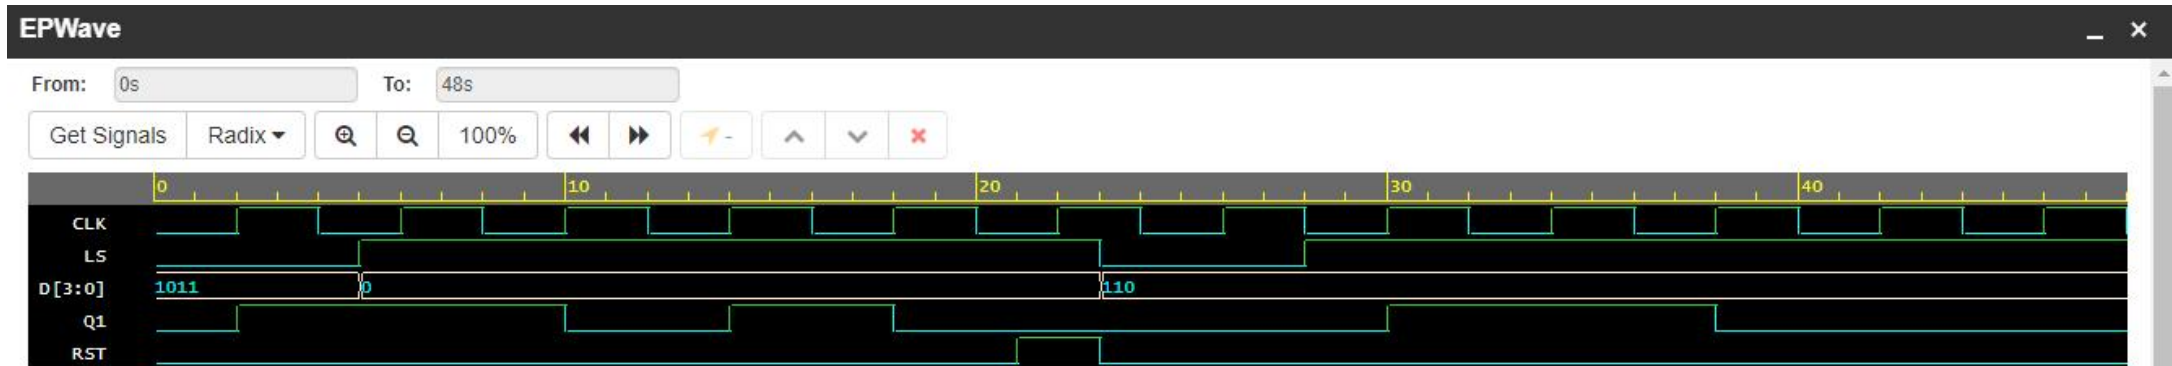 EPWave
From: 0s To: 48s
Get Signals Radix 100% -
0 10 20 30 40
CLK
LS
D[3:0] 1011 0 110
Q1
RST